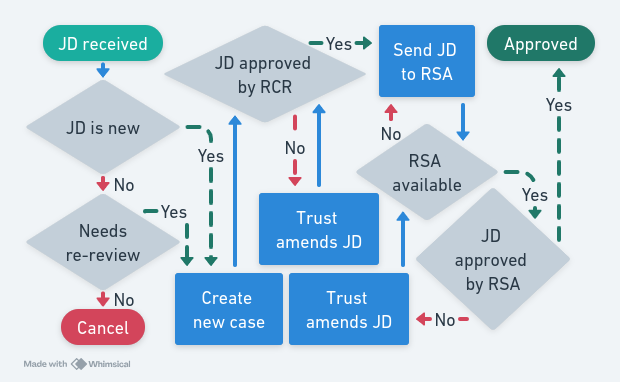 JD received
JD is new
Yes
No
Needs
re-review
Yes
No
Cancel
Create
new case
JD approved
by RCR
Yes
No
Trust
amends JD
Send JD
to RSA
No
RSA
available
Yes
JD
approved
by RSA
No
Trust
amends JD
Yes
Approved
Made with Whimsical